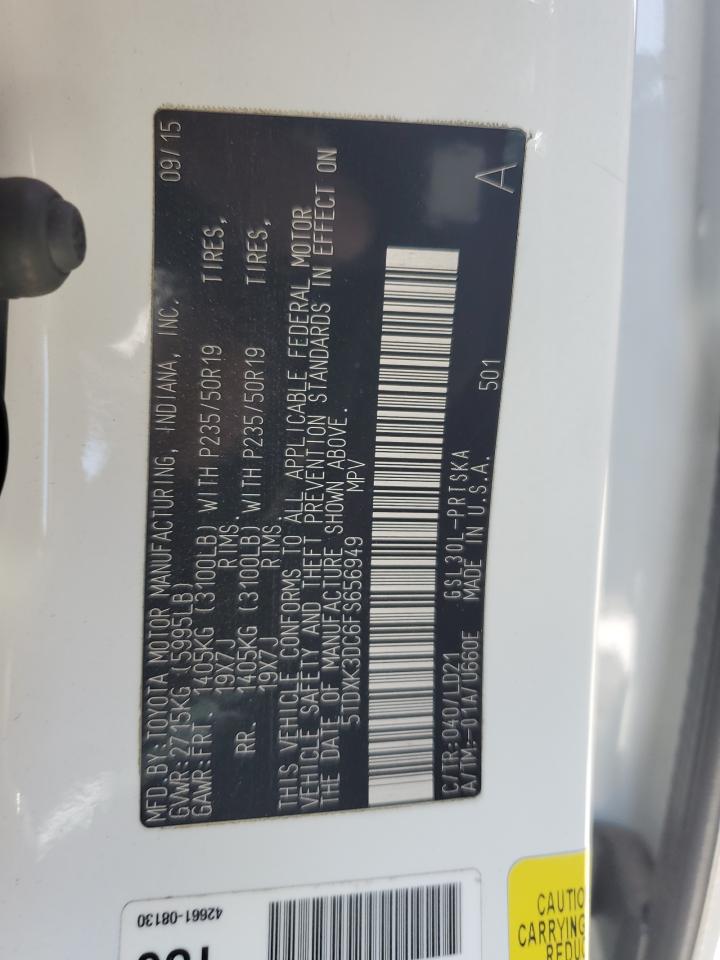 MFD.BY:TOYOTA MOTOR MANUFACTURING, INDIANA, INC. 09/15
GVWR:2715KG (5995LB)
GAWR:FRT. 1405KG (3100LB) WITH P235/50R19 TIRES,
19X7J RIMS
RR. 1405KG (3100LB) WITH P235/50R19 TIRES,
19X7J RIMS
THIS VEHICLE CONFORMS TO ALL APPLICABLE FEDERAL MOTOR
VEHICLE SAFETY AND THEFT PREVENTION STANDARDS IN EFFECT ON
THE DATE OF MANUFACTURE SHOWN ABOVE.
5TDXK3DC6FS656949 MPV
C/TR:040/LD21 GSL30L-PRTSKA
A/TM:-01A/U660E MADE IN U.S.A. 501 A
42661-08130
CAUTIO
CARRYING
REDUC